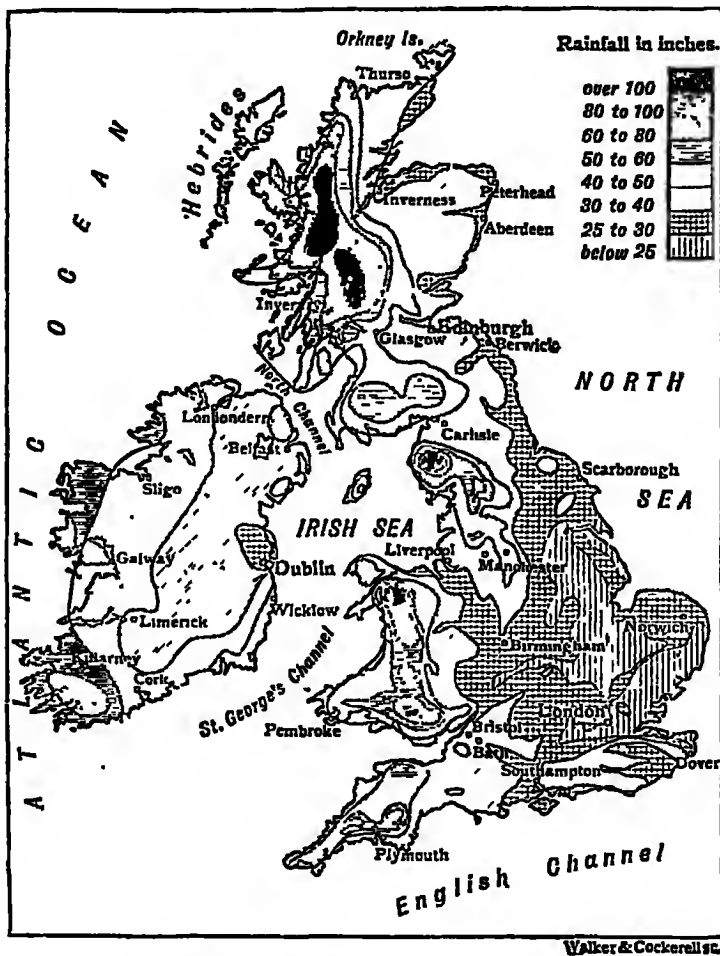 Orkney Is.
Rainfall in inches.
Thurso
over 100
80 to 100
60 to 80
50 to 60
40 to 50
30 to 40
25 to 30
below 25
Hebrides
Inverness
Peterhead
Aberdeen
ATLANTIC OCEAN
Edinburgh
Glasgow
Berwick
North Channel
NORTH SEA
Belfast
Carlisle
Scarborough
Sligo
IRISH SEA
Galway
Dublin
Liverpool
Manchester
Limerick
Wicklow
Norwich
Birmingham
Cork
St. George's Channel
London
Pembroke
Bristol
Bath
Southampton
Dover
Plymouth
English Channel
Walker & Cockerell sc.